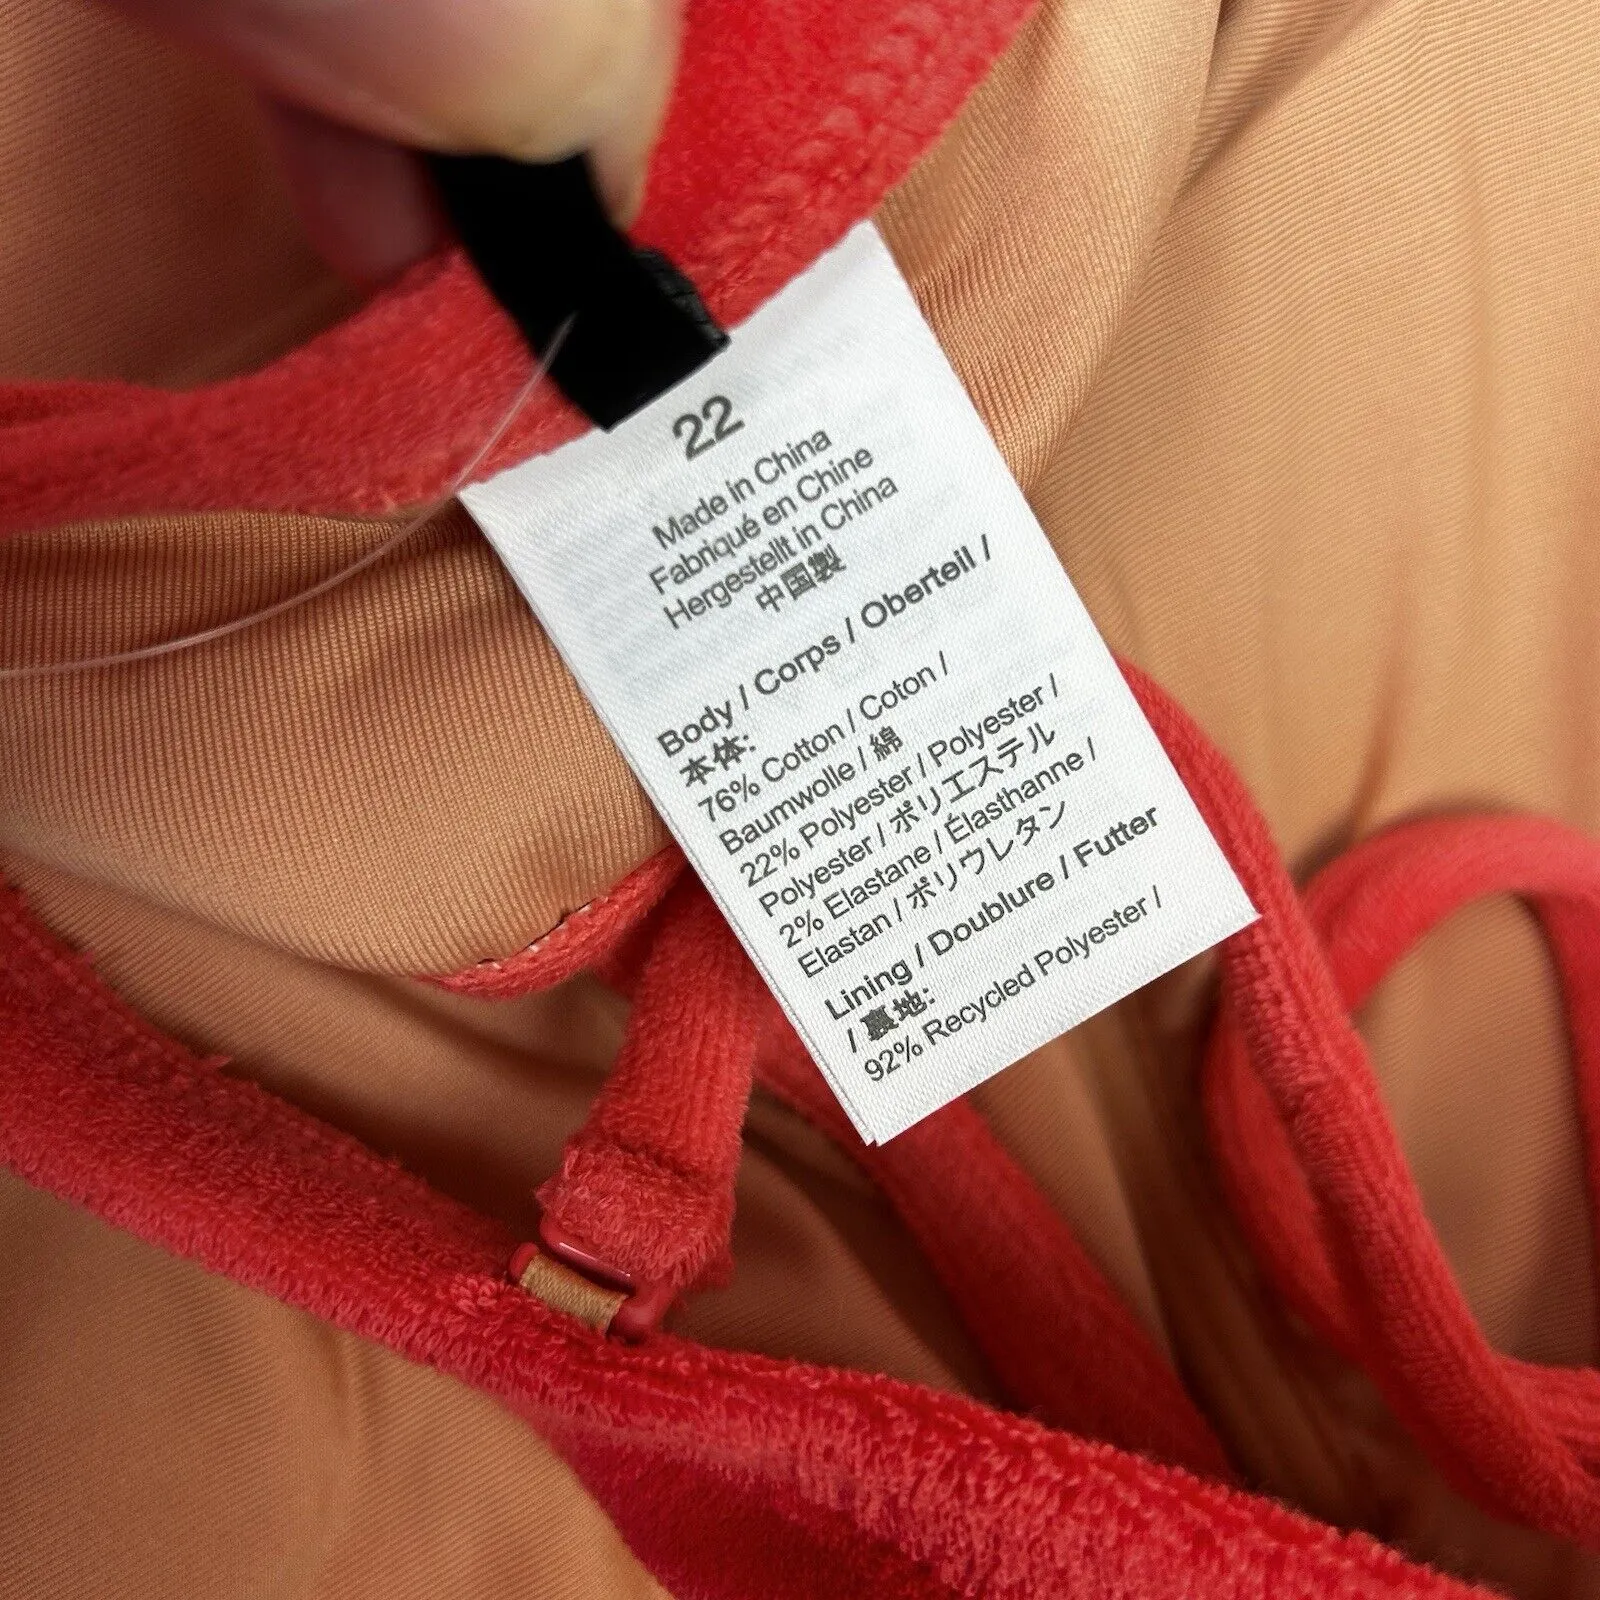 22
Made in China
Fabriqué en Chine
Hergestellt in China
中国製
Body / Corps / Oberteil /
本体:
76% Cotton / Coton /
Baumwolle / 綿
22% Polyester / Polyester /
Polyester / ポリエステル
2% Elastane / Élasthanne /
Elastan / ポリウレタン
Lining / Doublure / Futter
/ 裏地:
92% Recycled Polyester /